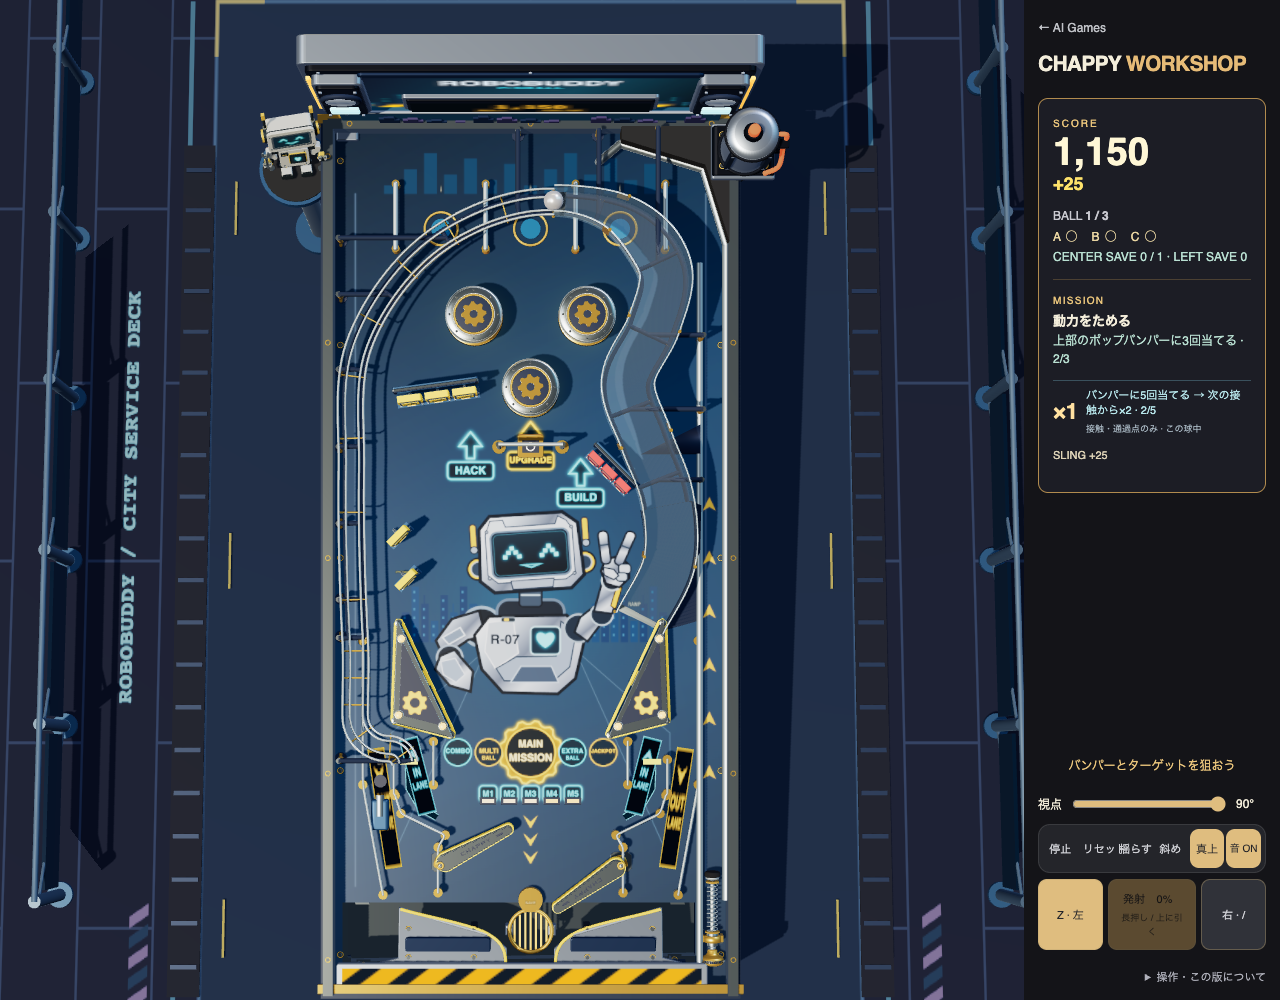 ← AI Games
CHAPPY WORKSHOP
SCORE
1,150
+25
BALL 1 / 3
A ○ B ○ C ○
CENTER SAVE 0 / 1 · LEFT SAVE 0
MISSION
動力をためる
上部のポップバンパーに3回当てる ·
2/3
×1
バンパーに5回当てる → 次の接
触から×2 · 2/5
接触・通過点のみ・この球中
SLING +25
バンパーとターゲットを狙おう
視点 90°
停止 リセッ 揺らす 斜め 真上 音 ON
Z · 左
発射 0%
長押し / 上に引
く
右 · /
▶ 操作・この版について
ROBOBUDDY
ROBOBUDDY / CITY SERVICE DECK
HACK
UPGRADE
BUILD
R-07
COMBO
MULTI
BALL
MAIN
MISSION
EXTRA
BALL
JACKPOT
IN
LANE
IN
LANE
OUT
LANE
M1 M2 M3 M4 M5